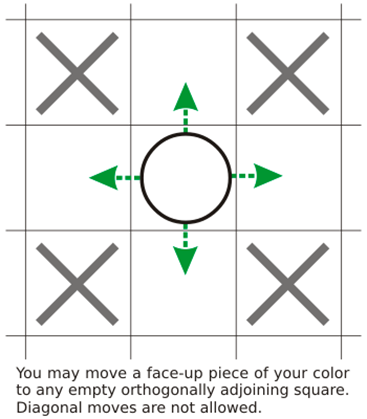 You may move a face-up piece of your color
to any empty orthogonally adjoining square.
Diagonal moves are not allowed.